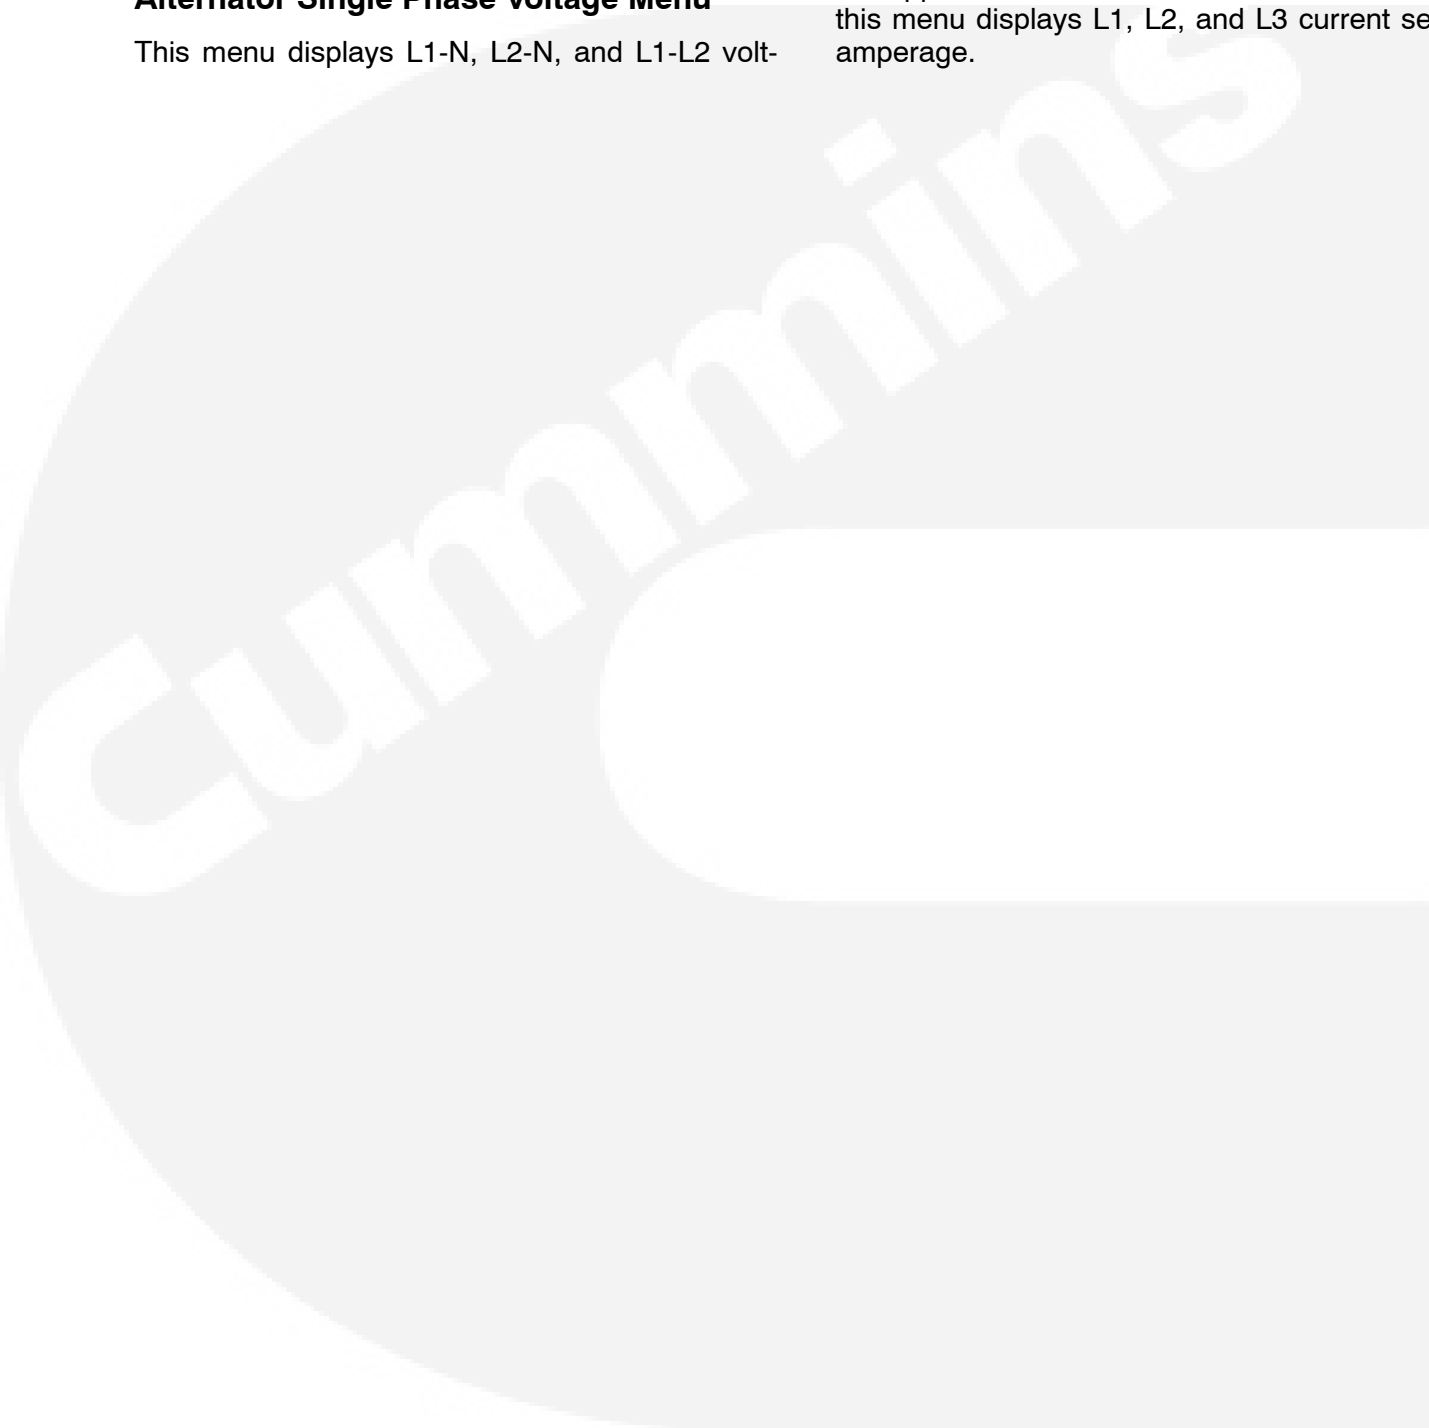 Alternator Single Phase Voltage Menu
This menu displays L1-N, L2-N, and L1-L2 volt-
this menu displays L1, L2, and L3 current se
amperage.
Cummins